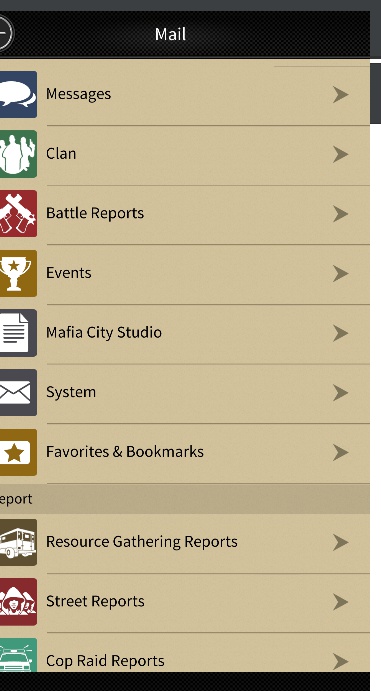 Mail
Messages
Clan
Battle Reports
Events
Mafia City Studio
System
Favorites & Bookmarks
eport
Resource Gathering Reports
Street Reports
Cop Raid Reports